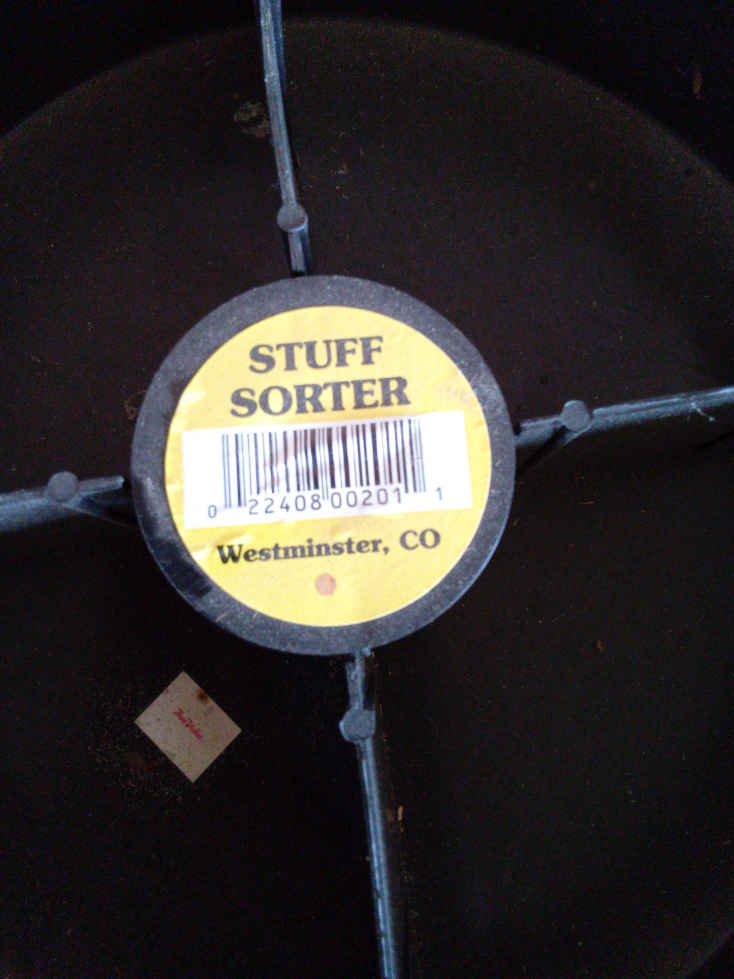 STUFF
SORTER
0 22408 00201 1
Westminster, CO